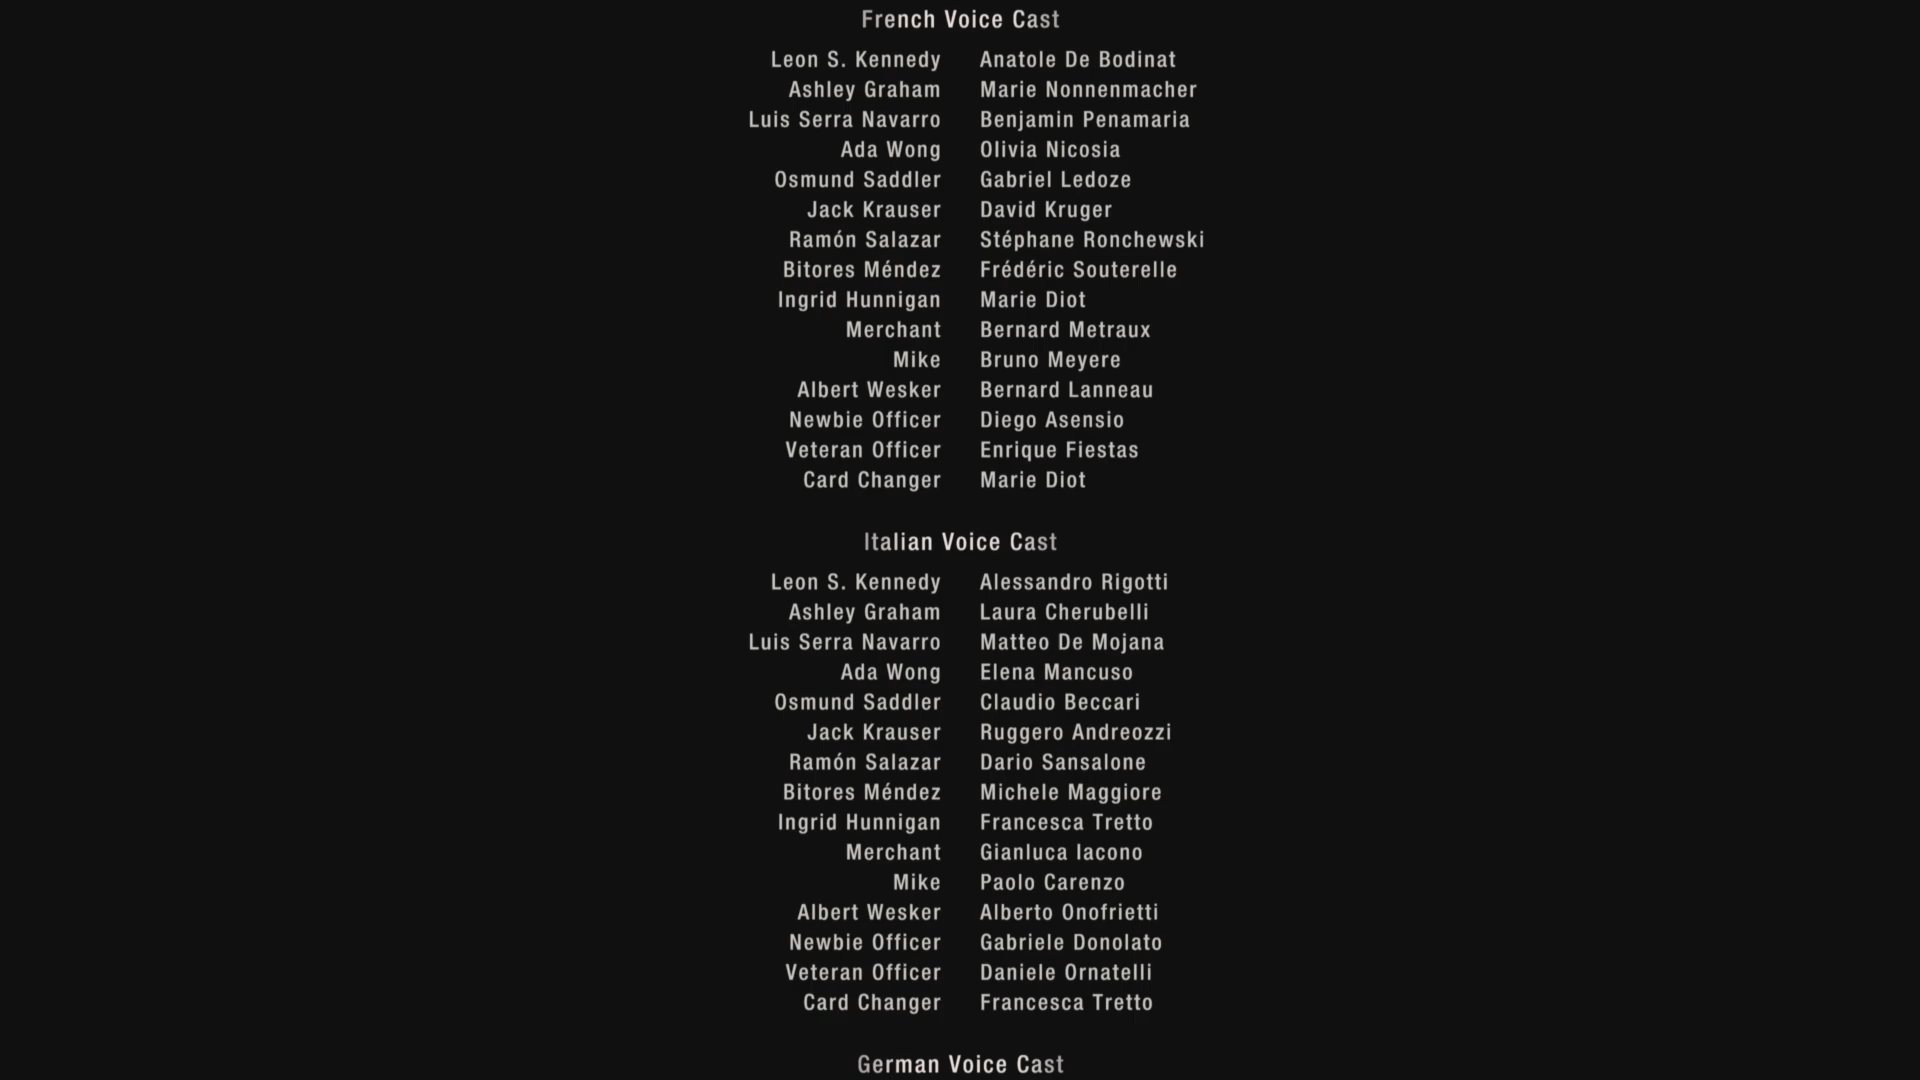 French Voice Cast
Leon S. Kennedy Anatole De Bodinat
Ashley Graham Marie Nonnenmacher
Luis Serra Navarro Benjamin Penamaria
Ada Wong Olivia Nicosia
Osmund Saddler Gabriel Ledoze
Jack Krauser David Kruger
Ramón Salazar Stéphane Ronchewski
Bitores Méndez Frédéric Souterelle
Ingrid Hunnigan Marie Diot
Merchant Bernard Metraux
Mike Bruno Meyere
Albert Wesker Bernard Lanneau
Newbie Officer Diego Asensio
Veteran Officer Enrique Fiestas
Card Changer Marie Diot
Italian Voice Cast
Leon S. Kennedy Alessandro Rigotti
Ashley Graham Laura Cherubelli
Luis Serra Navarro Matteo De Mojana
Ada Wong Elena Mancuso
Osmund Saddler Claudio Beccari
Jack Krauser Ruggero Andreozzi
Ramón Salazar Dario Sansalone
Bitores Méndez Michele Maggiore
Ingrid Hunnigan Francesca Tretto
Merchant Gianluca Iacono
Mike Paolo Carenzo
Albert Wesker Alberto Onofrietti
Newbie Officer Gabriele Donolato
Veteran Officer Daniele Ornatelli
Card Changer Francesca Tretto
German Voice Cast